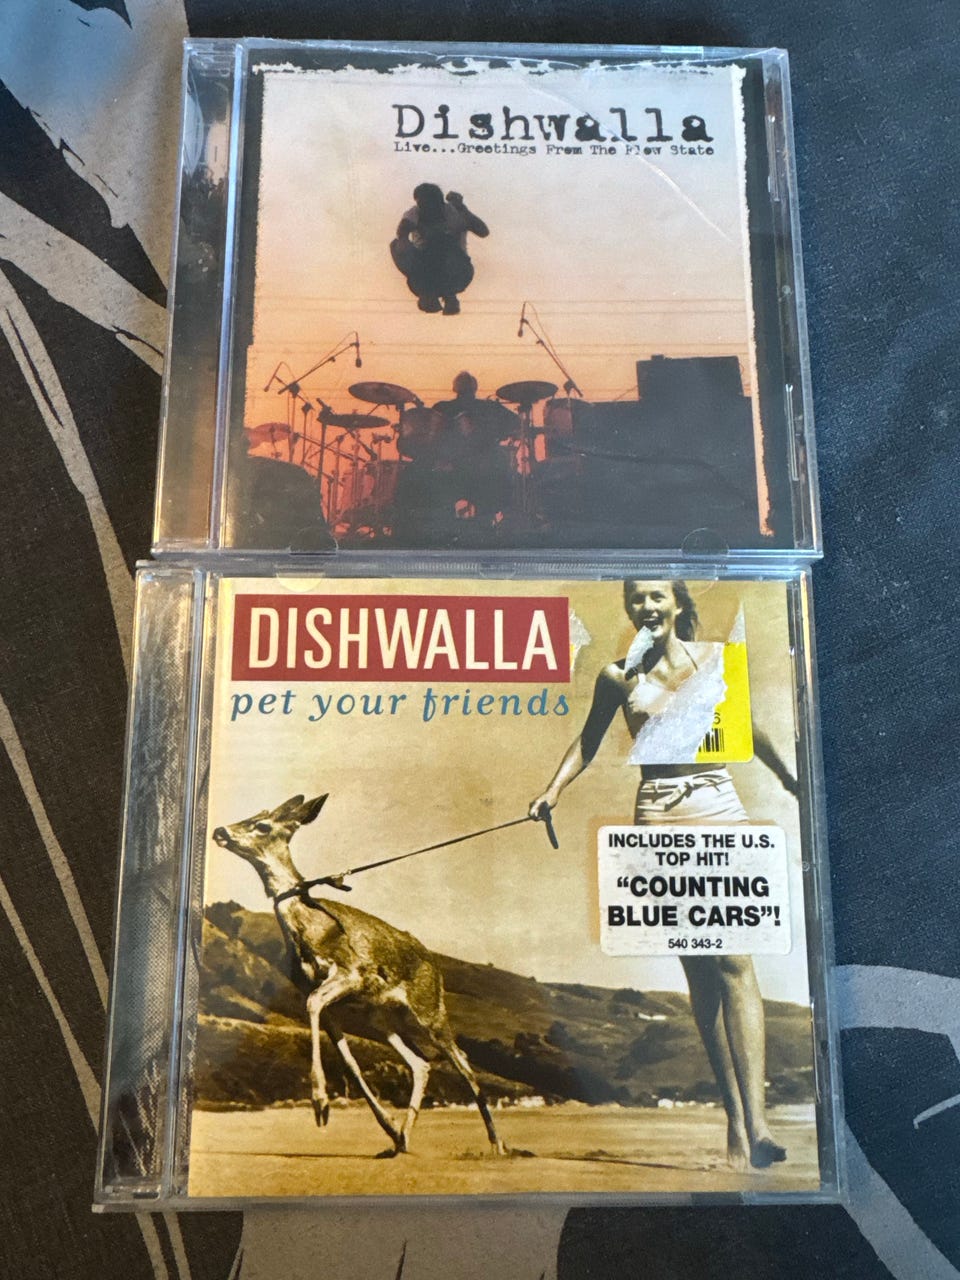 Dishwalla
Live...Greetings From The Flow State
DISHWALLA
pet your friends
6
INCLUDES THE U.S.
TOP HIT!
“COUNTING
BLUE CARS”!
540 343-2